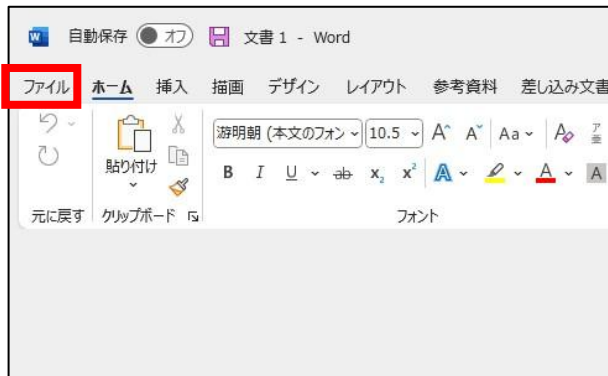 自動保存 オフ 文書 1 - Word
ファイル ホーム 挿入 描画 デザイン レイアウト 参考資料 差し込み文書
貼り付け 游明朝 (本文のフォン 10.5 A A Aa A ア亜
B I U ab x₂ x² A A A
元に戻す クリップボード フォント